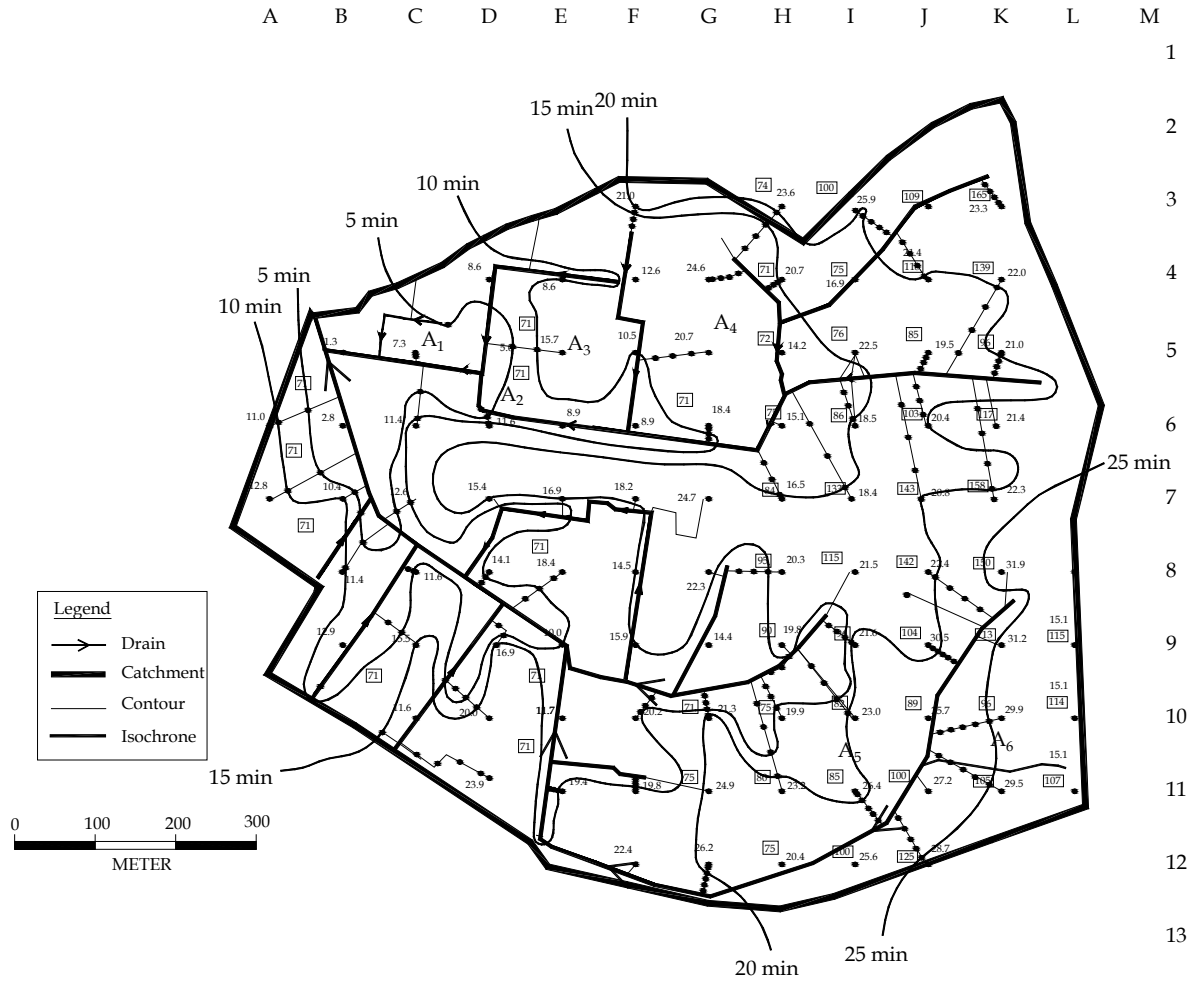 A B C D E F G H I J K L M
1
15 min 20 min
2
10 min
74 100 109 165
21.0 23.6 25.9 23.3 3
5 min
5 min
10 min
8.6 8.6 12.6 24.6 71 20.7 75 16.9 139 22.0 4
1.3 7.3 A1 71 15.7 A3 10.5 20.7 A4 72 14.2 76 22.5 85 19.5 21.0 5
71 71 A2 71
11.0 2.8 11.4 11.6 8.9 8.9 18.4 15.1 86 18.5 103 20.4 117 21.4 6
71 25 min
12.8 10.4 12.6 15.4 16.9 18.2 24.7 84 16.5 18.4 143 20.8 158 22.3 7
71 71
11.4 11.6 14.1 18.4 14.5 22.3 95 20.3 115 21.5 142 22.4 150 31.9 8
Legend
Drain
Catchment
Contour
Isochrone
12.9 16.9 15.9 14.4 90 19.8 21.6 104 30.5 31.2 15.1 115 9
71 71
11.6 20.0 11.7 20.2 71 21.3 75 19.9 23.0 89 29.9 15.1 114 10
71 A5 A6
15 min
23.9 19.4 19.8 75 24.9 23.2 85 100 27.2 105 29.5 15.1 107 11
0 100 200 300
METER
22.4 26.2 75 20.4 100 25.6 125 28.7 12
13
20 min 25 min